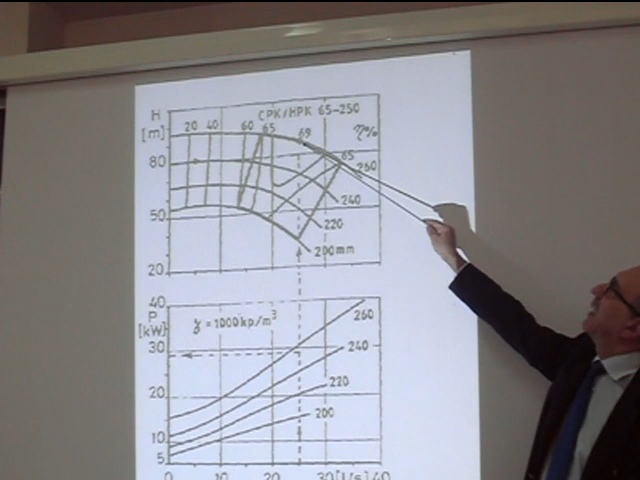 H CPK/HPK 65-250
[m] 20 40 60 65 69 η%
80 65
260
240
50 220
200mm
20
40
P γ = 1000kp/m³ 260
[kW]
30 240
20 220
200
10
5
0 10 30[l/s] 40